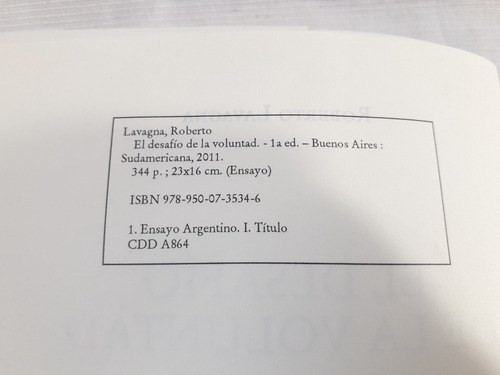 Lavagna, Roberto
El desafío de la voluntad. - 1a ed. – Buenos Aires :
Sudamericana, 2011.
344 p. ; 23x16 cm. (Ensayo)
ISBN 978-950-07-3534-6
1. Ensayo Argentino. I. Título
CDD A864